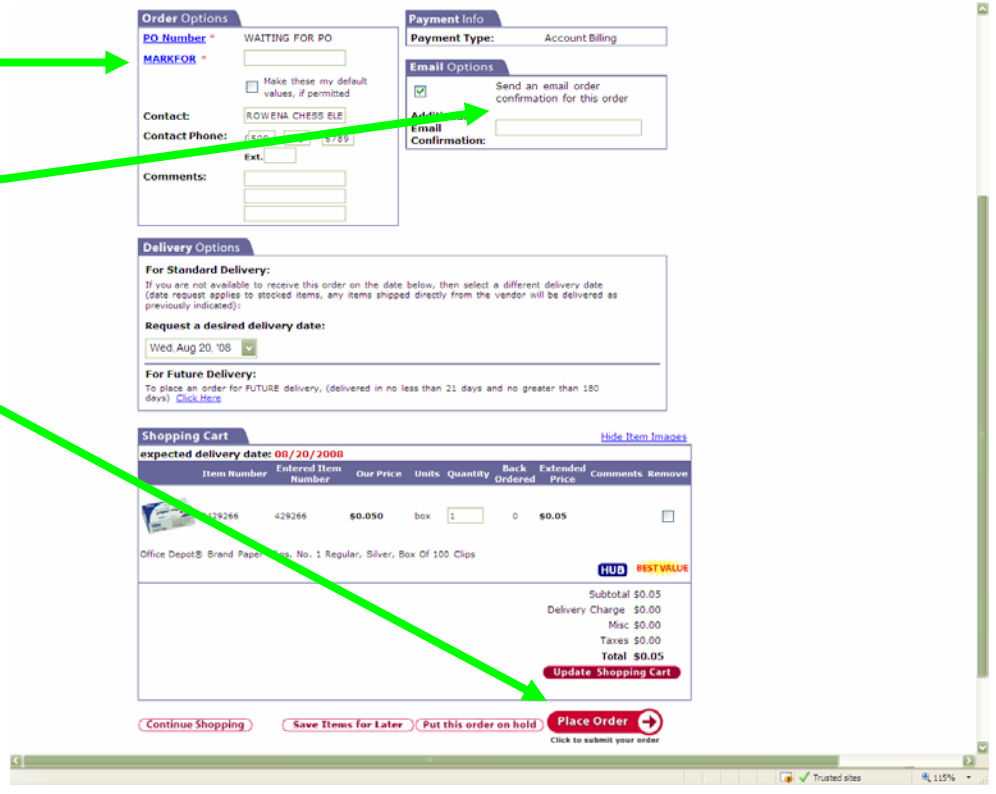 Order Options
PO Number * WAITING FOR PO
MARKFOR *
Make these my default
values, if permitted
Contact: ROWENA CHESS ELE
Contact Phone:
Ext.
Comments:
Payment Info
Payment Type: Account Billing
Email Options
Send an email order
confirmation for this order
Email
Confirmation:
Delivery Options
For Standard Delivery:
If you are not available to receive this order on the date below, then select a different delivery date
(date request applies to stocked items, any items shipped directly from the vendor will be delivered as
previously indicated):
Request a desired delivery date:
Wed, Aug 20, '08
For Future Delivery:
To place an order for FUTURE delivery, (delivered in no less than 21 days and no greater than 180
days) Click Here
Shopping Cart Hide Item Images
expected delivery date: 08/20/2008
Item Number Entered Item Number Our Price Units Quantity Back Ordered Extended Price Comments Remove
429266 $0.050 box 1 0 $0.05
Office Depot® Brand Paper Clips, No. 1 Regular, Silver, Box Of 100 Clips
HUB BEST VALUE
Subtotal $0.05
Delivery Charge $0.00
Misc $0.00
Taxes $0.00
Total $0.05
Update Shopping Cart
Continue Shopping Save Items for Later Put this order on hold Place Order
Click to submit your order
Trusted sites 115%